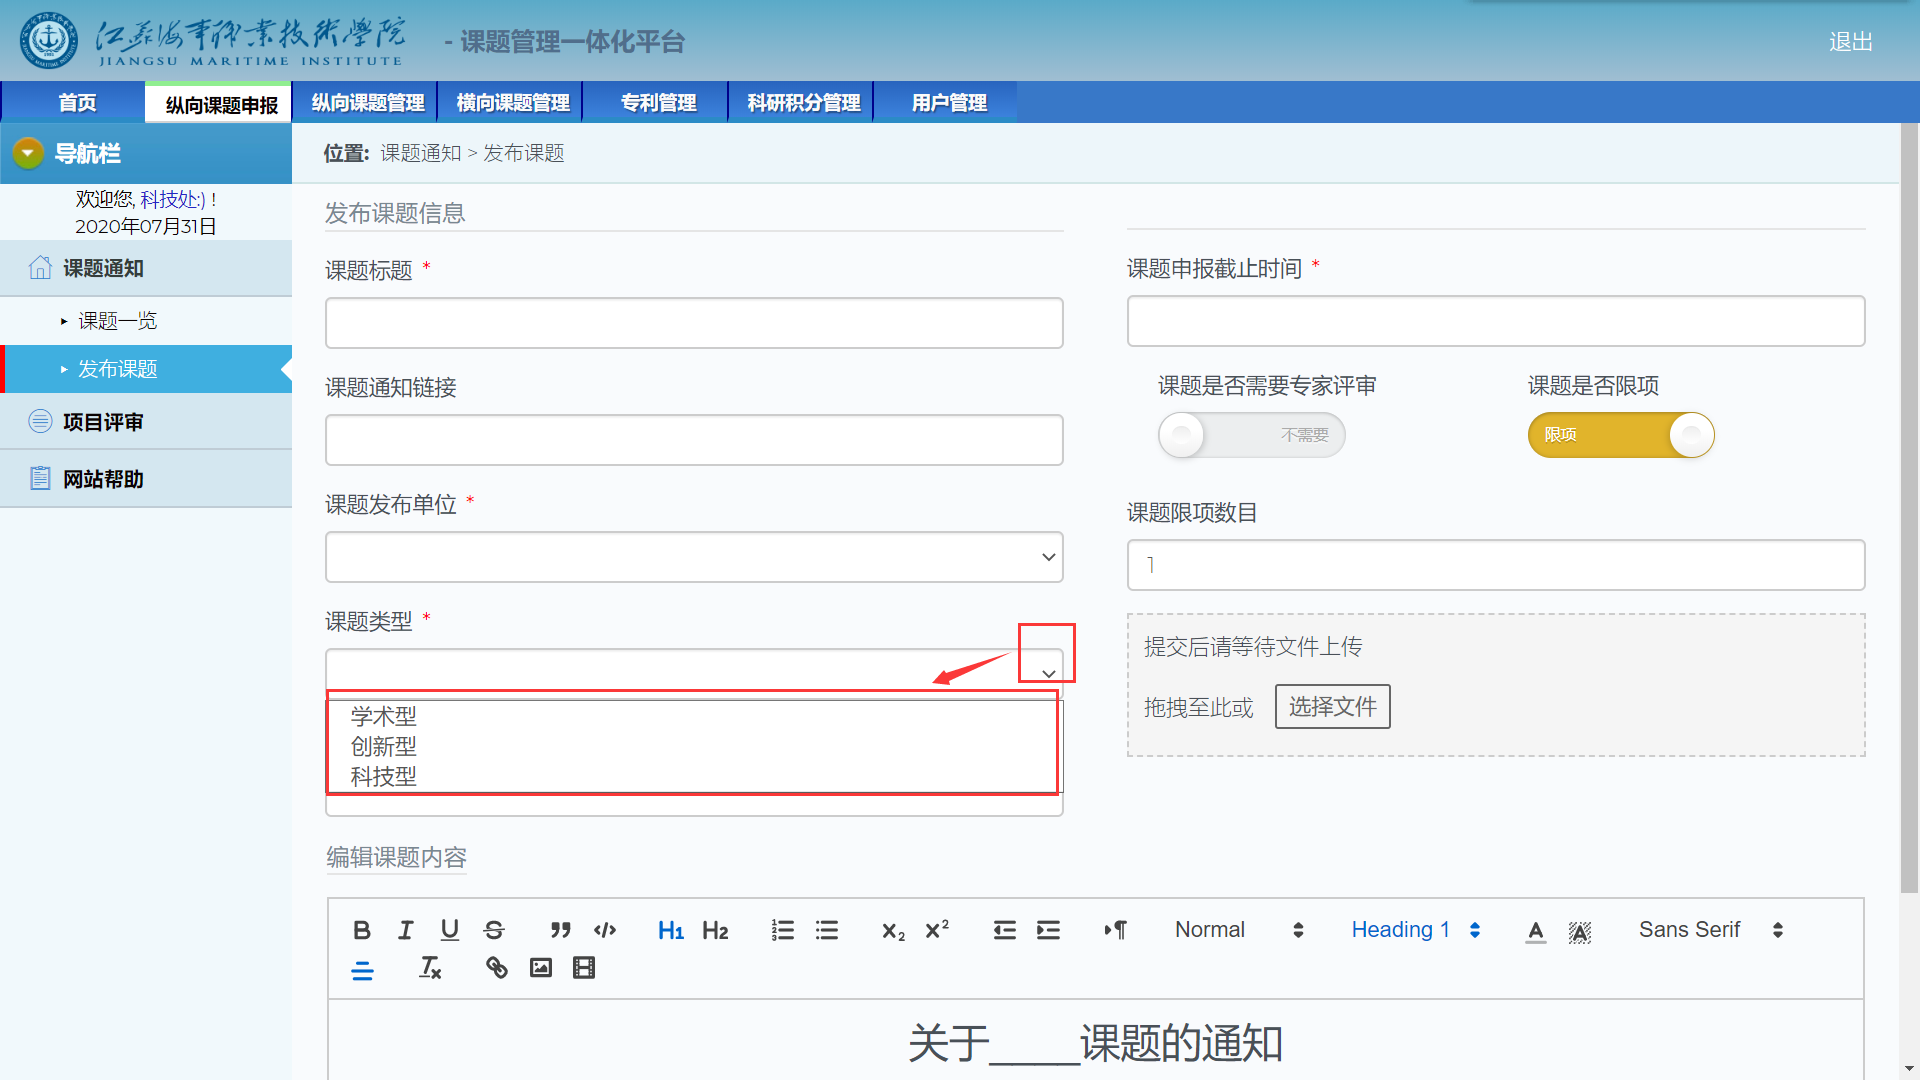 江苏海事职业技术学院
JIANGSU MARITIME INSTITUTE
- 课题管理一体化平台
退出
首页 纵向课题申报 纵向课题管理 横向课题管理 专利管理 科研积分管理 用户管理
导航栏
欢迎您, 科技处:) !
2020年07月31日
课题通知
课题一览
发布课题
项目评审
网站帮助
位置: 课题通知 > 发布课题
发布课题信息
课题标题 *
课题通知链接
课题发布单位 *
课题类型 *
学术型
创新型
科技型
课题申报截止时间 *
课题是否需要专家评审 课题是否限项
不需要 限项
课题限项数目
1
提交后请等待文件上传
拖拽至此或 选择文件
编辑课题内容
Normal Heading 1 Sans Serif
关于____课题的通知